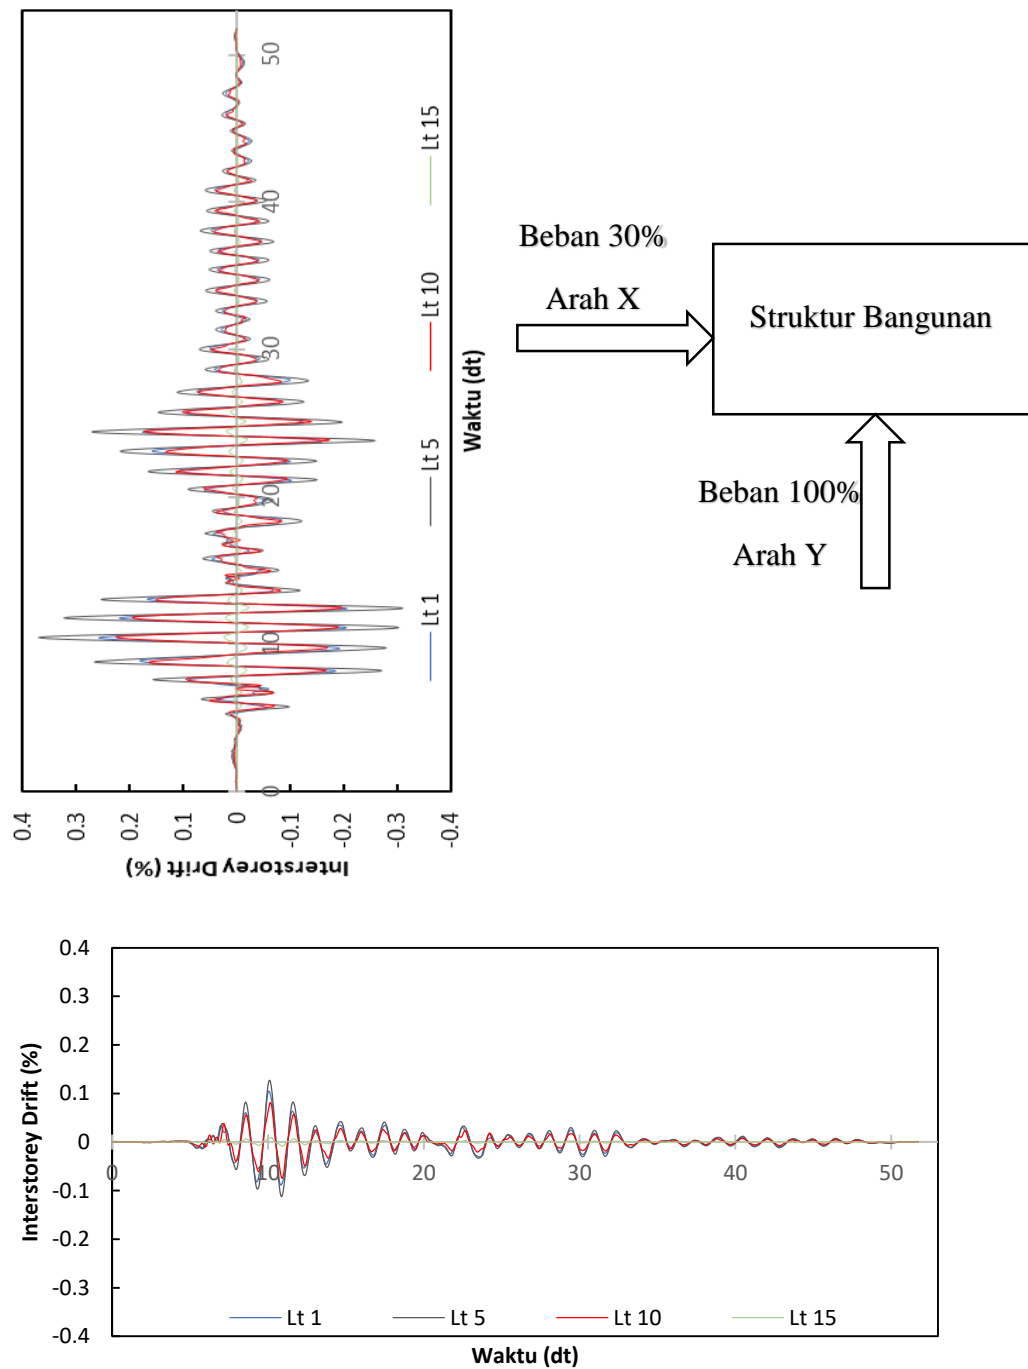 0.4
0.3
0.2
0.1
0
-0.1
-0.2
-0.3
-0.4
Interstorey Drift (%)
0
10
20
30
40
50
Waktu (dt)
Lt 1
Lt 5
Lt 10
Lt 15
Beban 30%
Arah X
Struktur Bangunan
Beban 100%
Arah Y
0.4
0.3
0.2
0.1
0
-0.1
-0.2
-0.3
-0.4
Interstorey Drift (%)
0
10
20
30
40
50
Lt 1
Lt 5
Lt 10
Lt 15
Waktu (dt)